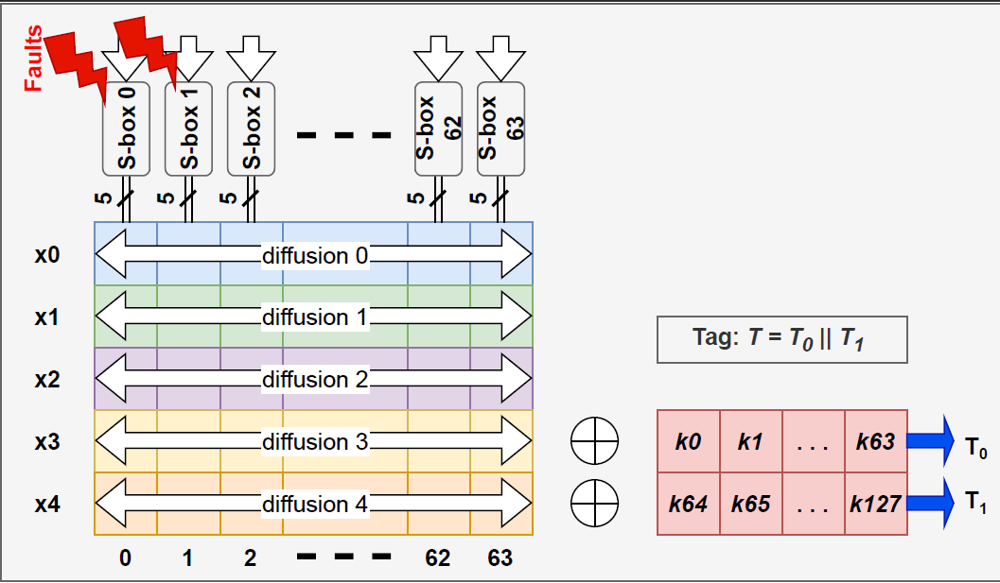 Faults
S-box 0
S-box 1
S-box 2
S-box 62
S-box 63
5
5
5
5
5
x0
diffusion 0
x1
diffusion 1
x2
diffusion 2
x3
diffusion 3
x4
diffusion 4
0 1 2 62 63
Tag: T = T0 || T1
k0 k1 . . . k63 T0
k64 k65 . . . k127 T1